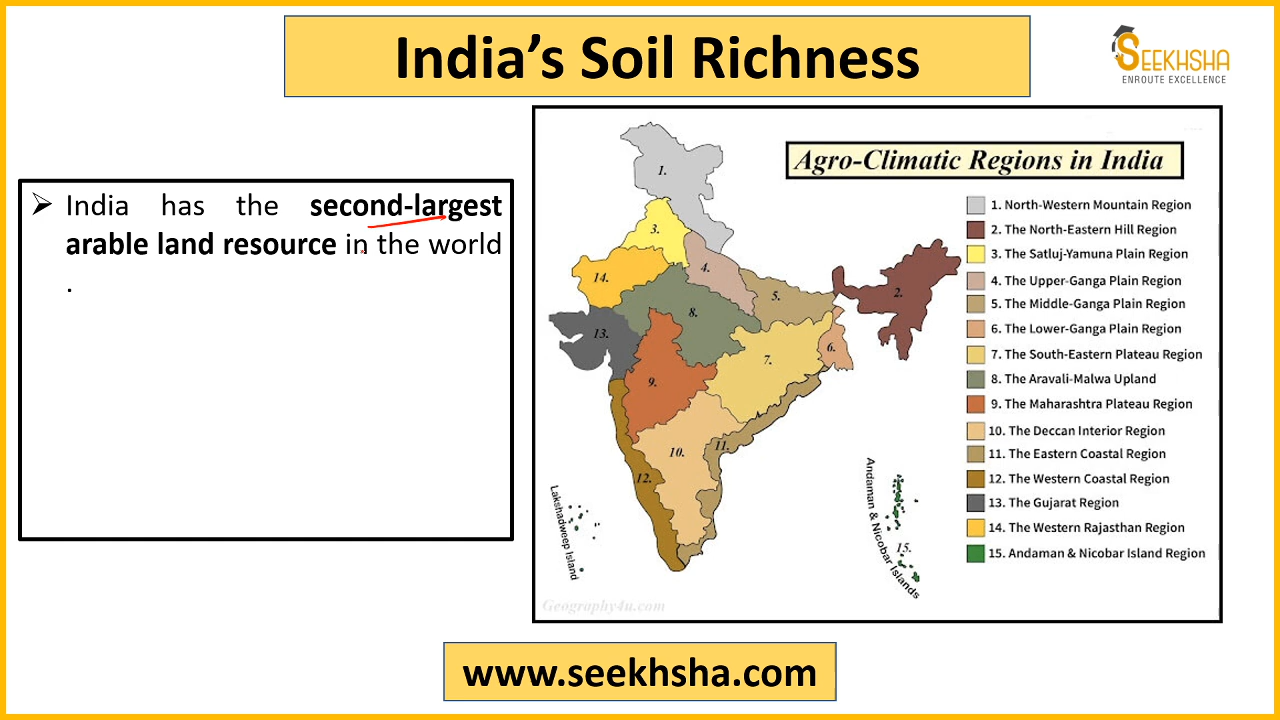 India's Soil Richness
SEEKHSHA
ENROUTE EXCELLENCE
➢ India has the second-largest
arable land resource in the world
.
Agro-Climatic Regions in India
1.
2.
3.
4.
5.
6.
7.
8.
9.
10.
11.
12.
13.
14.
15.
Lakshadweep Island
Andaman & Nicobar Islands
Geography4u.com
1. North-Western Mountain Region
2. The North-Eastern Hill Region
3. The Satluj-Yamuna Plain Region
4. The Upper-Ganga Plain Region
5. The Middle-Ganga Plain Region
6. The Lower-Ganga Plain Region
7. The South-Eastern Plateau Region
8. The Aravali-Malwa Upland
9. The Maharashtra Plateau Region
10. The Deccan Interior Region
11. The Eastern Coastal Region
12. The Western Coastal Region
13. The Gujarat Region
14. The Western Rajasthan Region
15. Andaman & Nicobar Island Region
www.seekhsha.com